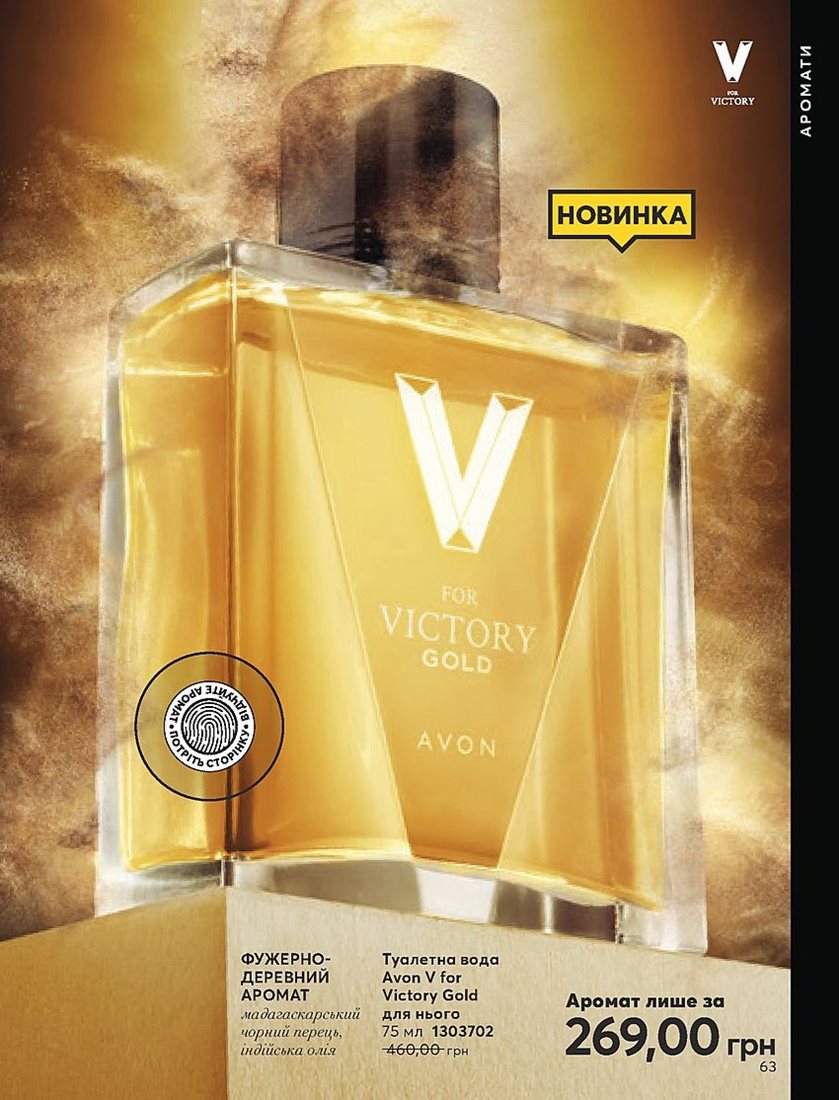 V
FOR
VICTORY
АРОМАТИ
НОВИНКА
V
FOR
VICTORY
GOLD
AVON
ВІДЧУЙТЕ АРОМАТ • ПОТРІТЬ СТОРІНКУ •
ФУЖЕРНО-
ДЕРЕВНИЙ
АРОМАТ
мадагаскарський
чорний перець,
індійська олія
Туалетна вода
Avon V for
Victory Gold
для нього
75 мл 1303702
460,00 грн
Аромат лише за
269,00 грн
63